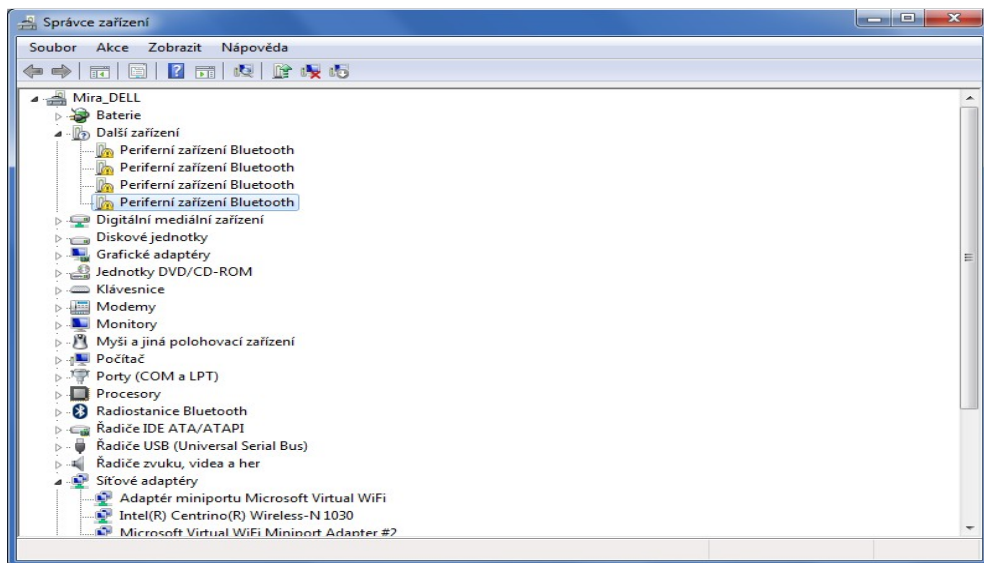 Správce zařízení
Soubor Akce Zobrazit Nápověda
Mira_DELL
Baterie
Další zařízení
Periferní zařízení Bluetooth
Periferní zařízení Bluetooth
Periferní zařízení Bluetooth
Periferní zařízení Bluetooth
Digitální mediální zařízení
Diskové jednotky
Grafické adaptéry
Jednotky DVD/CD-ROM
Klávesnice
Modemy
Monitory
Myši a jiná polohovací zařízení
Počítač
Porty (COM a LPT)
Procesory
Radiostanice Bluetooth
Řadiče IDE ATA/ATAPI
Řadiče USB (Universal Serial Bus)
Řadiče zvuku, videa a her
Síťové adaptéry
Adaptér miniportu Microsoft Virtual WiFi
Intel(R) Centrino(R) Wireless-N 1030
Microsoft Virtual WiFi Miniport Adapter #2